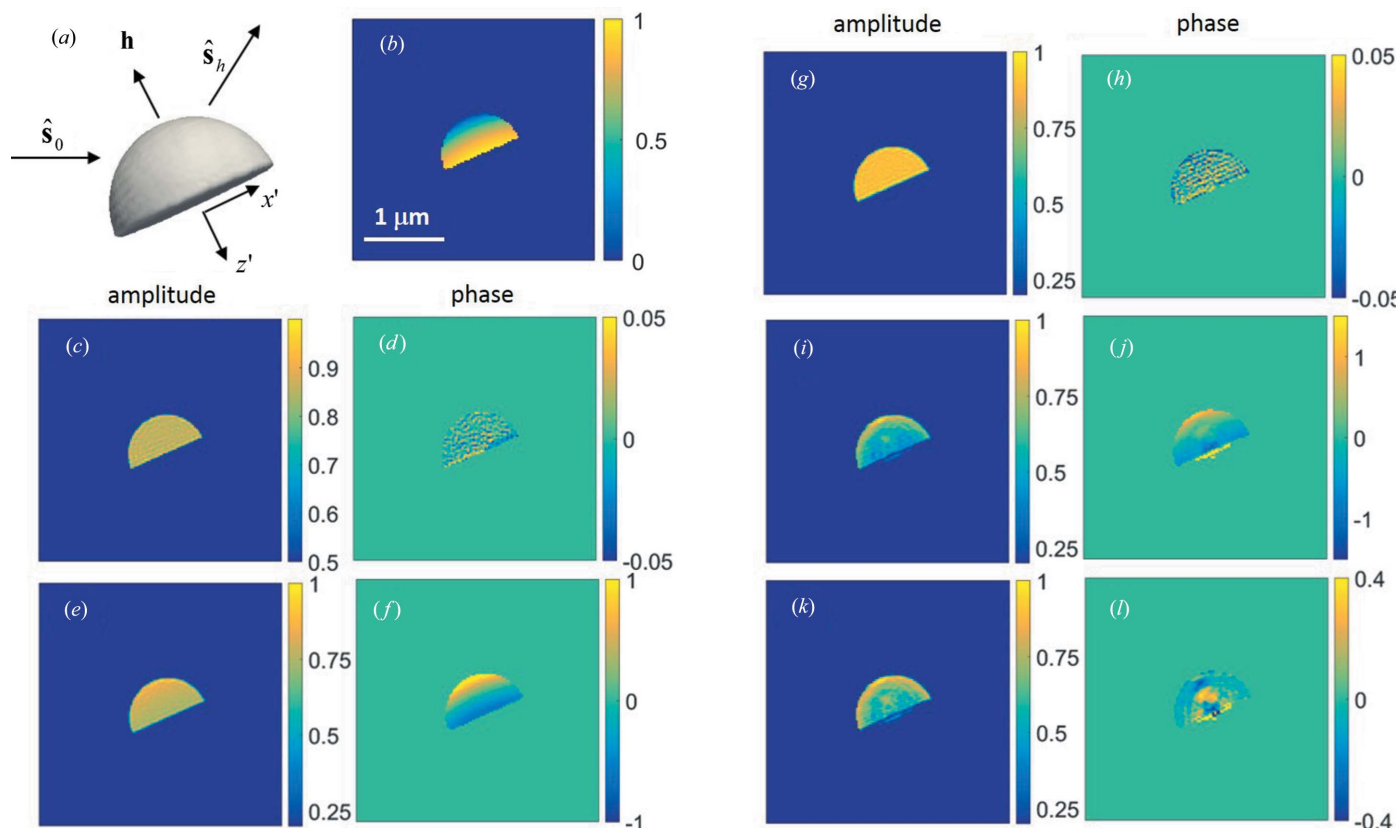 (a)
h
ŝh
ŝ0
x'
z'
(b)
1 μm
1
0.5
0
amplitude
phase
(c)
0.9
0.8
0.7
0.6
0.5
(d)
0.05
0
-0.05
(e)
1
0.75
0.5
0.25
(f)
1
0
-1
amplitude
phase
(g)
1
0.75
0.5
0.25
(h)
0.05
0
-0.05
(i)
1
0.75
0.5
0.25
(j)
1
0
-1
(k)
1
0.75
0.5
0.25
(l)
0.4
0
-0.4